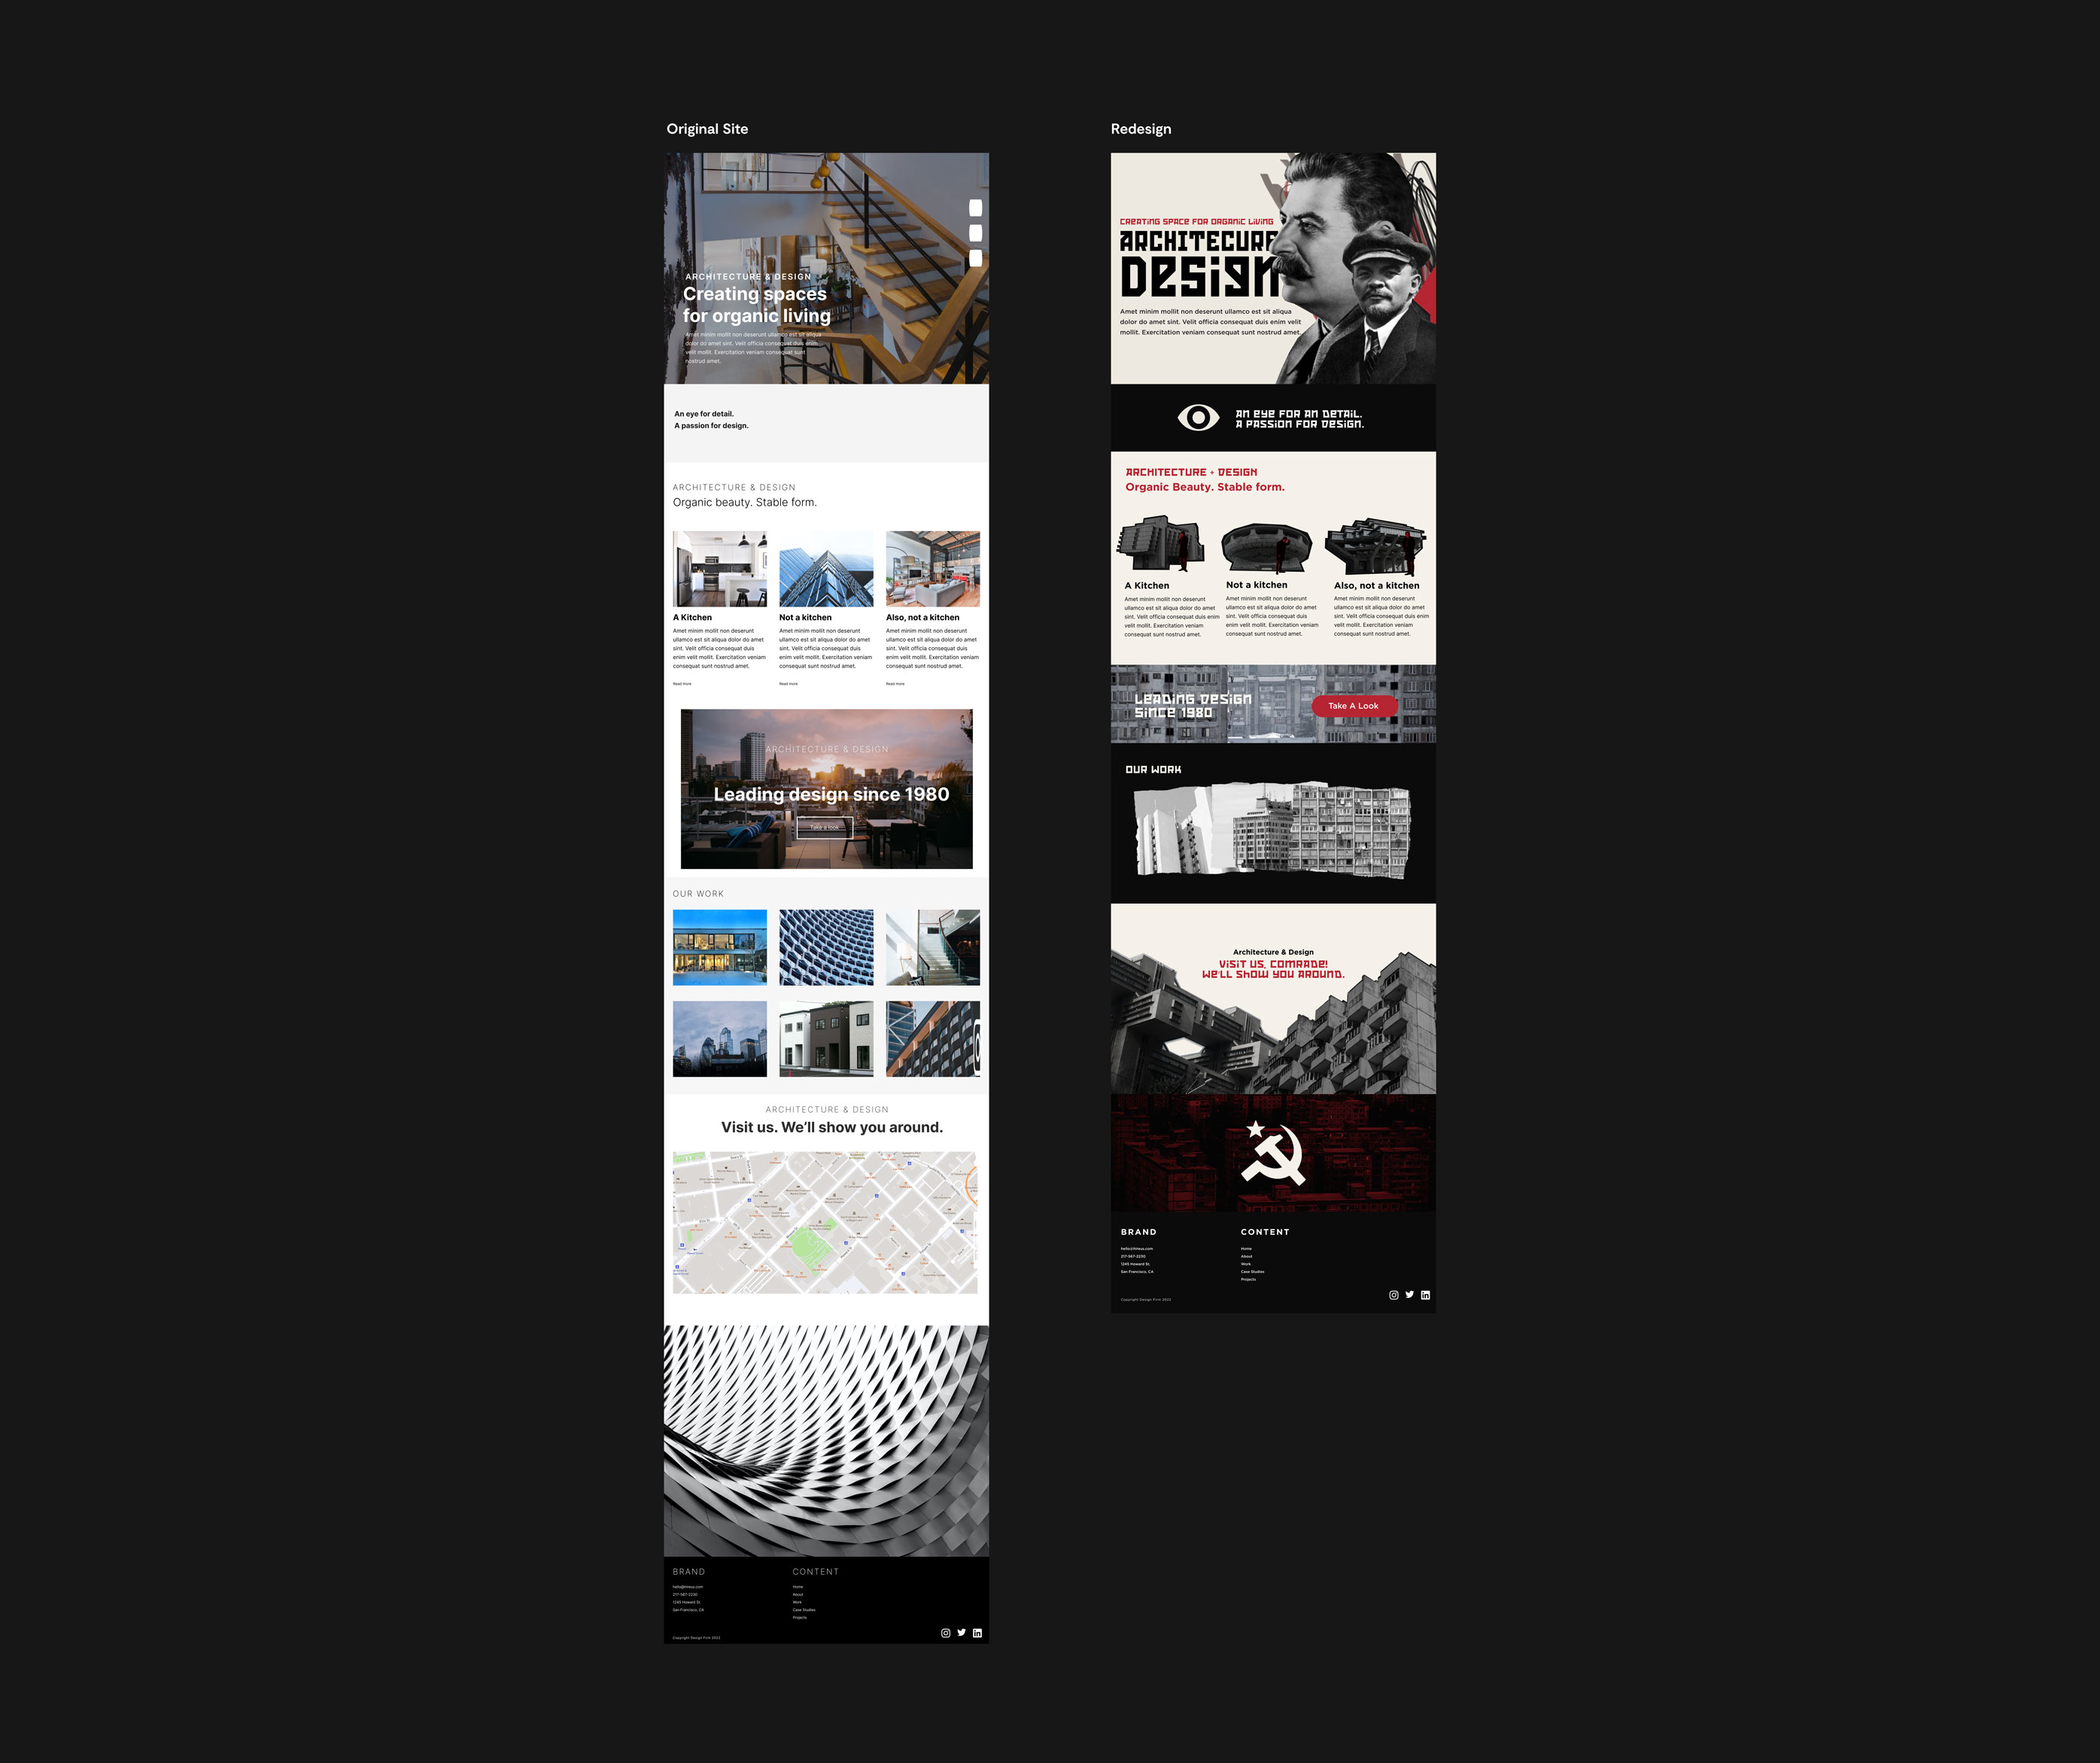 Original Site
ARCHITECTURE & DESIGN
Creating spaces
for organic living
Amet minim mollit non deserunt ullamco est sit aliqua
dolor do amet sint. Velit officia consequat duis enim
velit mollit. Exercitation veniam consequat sunt
nostrud amet.
An eye for detail.
A passion for design.
ARCHITECTURE & DESIGN
Organic beauty. Stable form.
A Kitchen
Amet minim mollit non deserunt
ullamco est sit aliqua dolor do amet
sint. Velit officia consequat duis
enim velit mollit. Exercitation veniam
consequat sunt nostrud amet.
Read more
Not a kitchen
Amet minim mollit non deserunt
ullamco est sit aliqua dolor do amet
sint. Velit officia consequat duis
enim velit mollit. Exercitation veniam
consequat sunt nostrud amet.
Read more
Also, not a kitchen
Amet minim mollit non deserunt
ullamco est sit aliqua dolor do amet
sint. Velit officia consequat duis
enim velit mollit. Exercitation veniam
consequat sunt nostrud amet.
Read more
ARCHITECTURE & DESIGN
Leading design since 1980
Take a look
OUR WORK
ARCHITECTURE & DESIGN
Visit us. We'll show you around.
BRAND
hello@hireus.com
217-987-2230
1245 Howard St.
San Francisco, CA
CONTENT
Home
About
Work
Case Studies
Projects
Copyright Design Firm 2022
Redesign
CREATING SPACE FOR ORGANIC LIVING
ARCHITECURE
DESIGN
Amet minim mollit non deserunt ullamco est sit aliqua
dolor do amet sint. Velit officia consequat duis enim velit
mollit. Exercitation veniam consequat sunt nostrud amet.
AN EYE FOR AN DETAIL.
A PASSION FOR DESIGN.
ARCHITECTURE + DESIGN
Organic Beauty. Stable form.
A Kitchen
Amet minim mollit non deserunt
ullamco est sit aliqua dolor do amet
sint. Velit officia consequat duis enim
velit mollit. Exercitation veniam
consequat sunt nostrud amet.
Not a kitchen
Amet minim mollit non deserunt
ullamco est sit aliqua dolor do amet
sint. Velit officia consequat duis
enim velit mollit. Exercitation veniam
consequat sunt nostrud amet.
Also, not a kitchen
Amet minim mollit non deserunt
ullamco est sit aliqua dolor do amet
sint. Velit officia consequat duis
enim velit mollit. Exercitation veniam
consequat sunt nostrud amet.
LEADING DESIGN
SINCE 1980
Take A Look
OUR WORK
Architecture & Design
VISIT US, COMRADE!
WE'LL SHOW YOU AROUND.
BRAND
hello@hireus.com
217-987-2230
1245 Howard St.
San Francisco, CA
CONTENT
Home
About
Work
Case Studies
Projects
Copyright Design Firm 2022